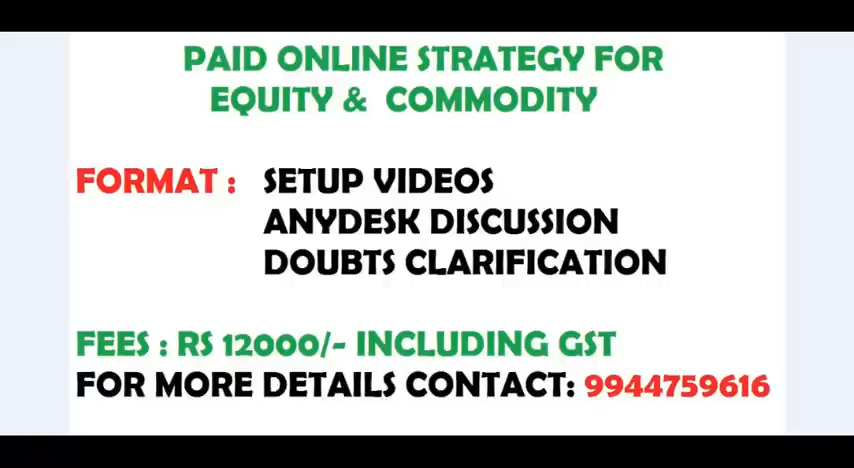 PAID ONLINE STRATEGY FOR
EQUITY & COMMODITY
FORMAT : SETUP VIDEOS
ANYDESK DISCUSSION
DOUBTS CLARIFICATION
FEES : RS 12000/- INCLUDING GST
FOR MORE DETAILS CONTACT: 9944759616